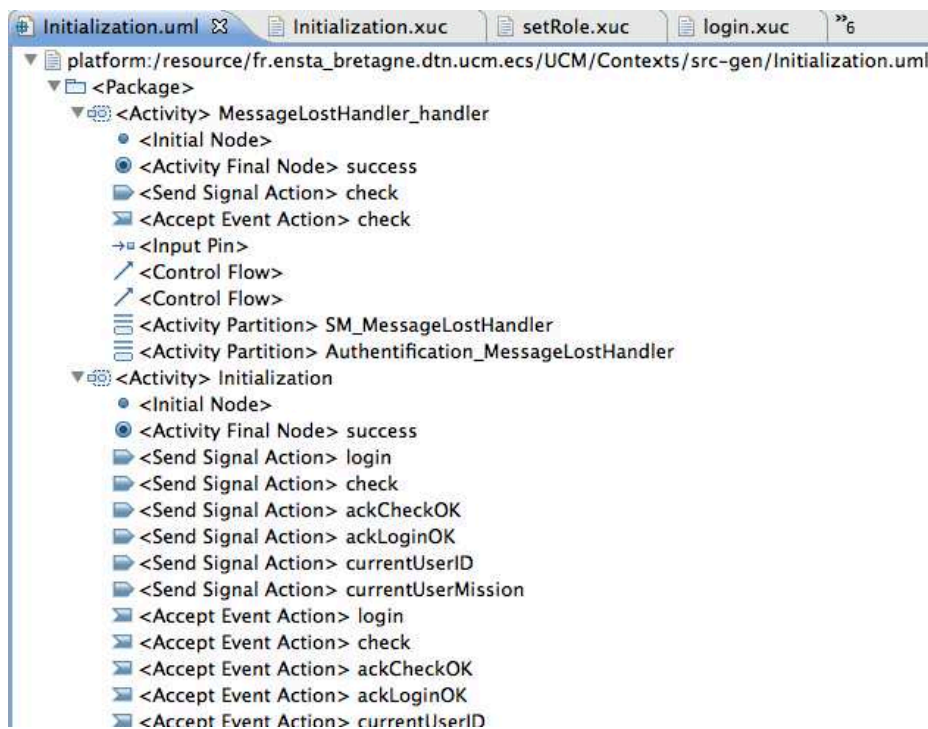 Initialization.uml Initialization.xuc setRole.xuc login.xuc »6
platform:/resource/fr.ensta_bretagne.dtn.ucm.ecs/UCM/Contexts/src-gen/Initialization.uml
<Package>
<Activity> MessageLostHandler_handler
<Initial Node>
<Activity Final Node> success
<Send Signal Action> check
<Accept Event Action> check
<Input Pin>
<Control Flow>
<Control Flow>
<Activity Partition> SM_MessageLostHandler
<Activity Partition> Authentification_MessageLostHandler
<Activity> Initialization
<Initial Node>
<Activity Final Node> success
<Send Signal Action> login
<Send Signal Action> check
<Send Signal Action> ackCheckOK
<Send Signal Action> ackLoginOK
<Send Signal Action> currentUserID
<Send Signal Action> currentUserMission
<Accept Event Action> login
<Accept Event Action> check
<Accept Event Action> ackCheckOK
<Accept Event Action> ackLoginOK
<Accept Event Action> currentUserID